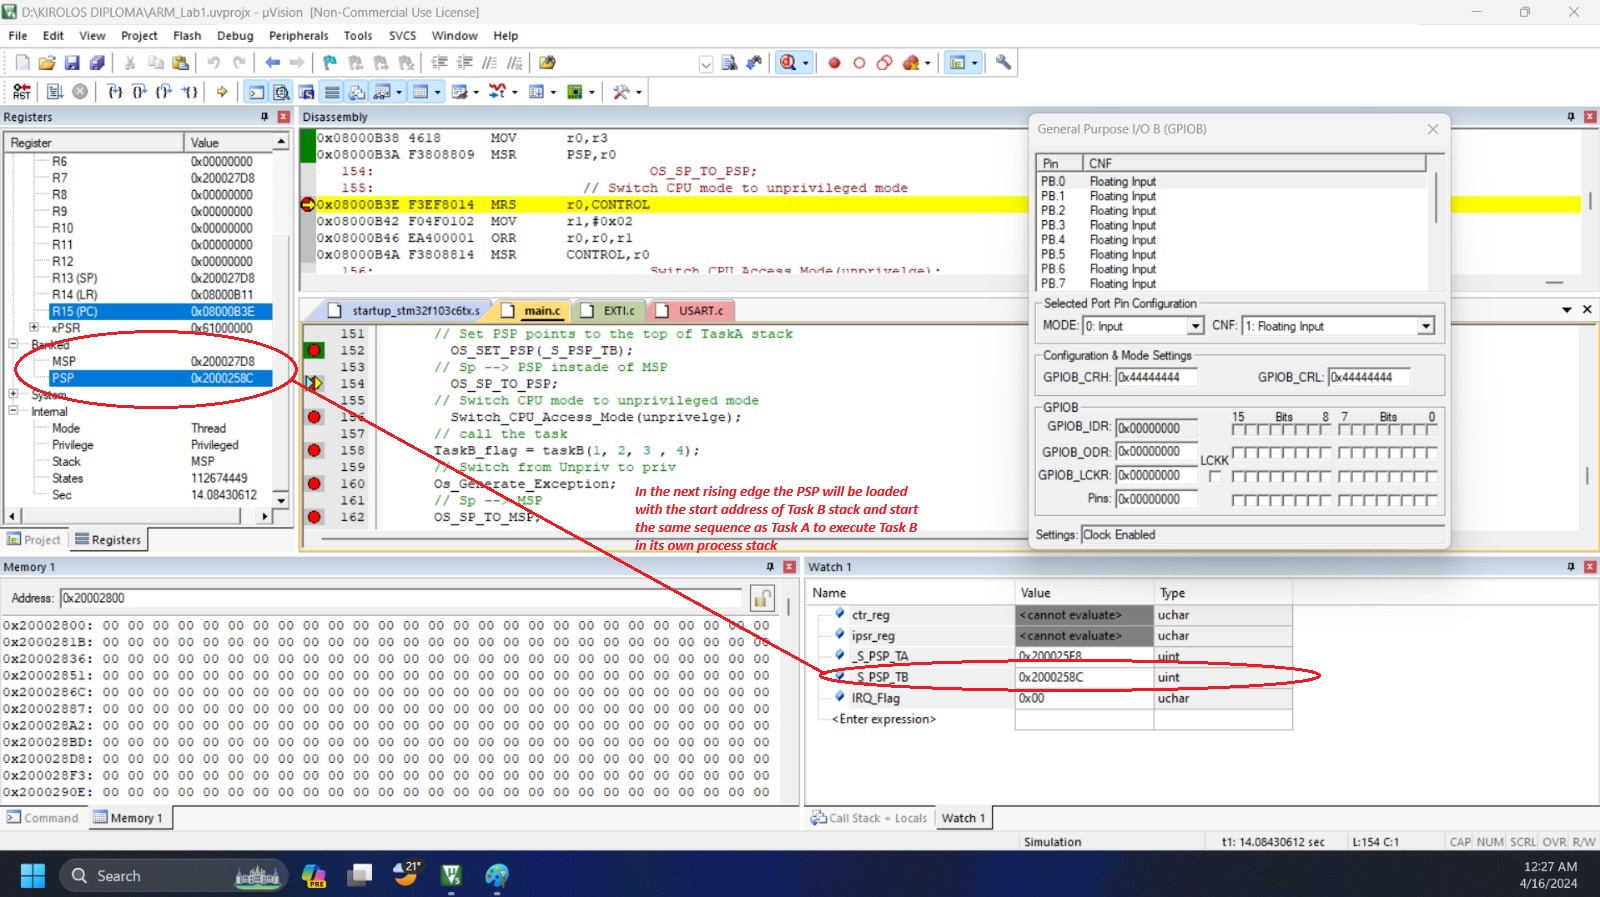 D:\KIROLOS DIPLOMA\ARM_Lab1.uvprojx - µVision [Non-Commercial Use License]
File Edit View Project Flash Debug Peripherals Tools SVCS Window Help
Registers
Register Value
R6 0x00000000
R7 0x200027D8
R8 0x00000000
R9 0x00000000
R10 0x00000000
R11 0x00000000
R12 0x00000000
R13 (SP) 0x200027D8
R14 (LR) 0x08000B11
R15 (PC) 0x08000B3E
xPSR 0x61000000
Banked
MSP 0x200027D8
PSP 0x2000258C
System
Internal
Mode Thread
Privilege Privileged
Stack MSP
States 112674449
Sec 14.08430612
Project Registers
Disassembly
0x08000B38 4618 MOV r0,r3
0x08000B3A F3808809 MSR PSP,r0
154: OS_SP_TO_PSP;
155: // Switch CPU mode to unprivileged mode
0x08000B3E F3EF8014 MRS r0,CONTROL
0x08000B42 F04F0102 MOV r1,#0x02
0x08000B46 EA400001 ORR r0,r0,r1
0x08000B4A F3808814 MSR CONTROL,r0
156: Switch_CPU_Access_Mode(unprivelge);
startup_stm32f103c6tx.s main.c EXTI.c USART.c
151 // Set PSP points to the top of TaskA stack
152 OS_SET_PSP(_S_PSP_TB);
153 // Sp --> PSP instade of MSP
154 OS_SP_TO_PSP;
155 // Switch CPU mode to unprivileged mode
156 Switch_CPU_Access_Mode(unprivelge);
157 // call the task
158 TaskB_flag = taskB(1, 2, 3 , 4);
159 // Switch from Unpriv to priv
160 Os_Generate_Exception;
161 // Sp --> MSP
162 OS_SP_TO_MSP;
In the next rising edge the PSP will be loaded
with the start address of Task B stack and start
the same sequence as Task A to execute Task B
in its own process stack
General Purpose I/O B (GPIOB)
Pin CNF
PB.0 Floating Input
PB.1 Floating Input
PB.2 Floating Input
PB.3 Floating Input
PB.4 Floating Input
PB.5 Floating Input
PB.6 Floating Input
PB.7 Floating Input
Selected Port Pin Configuration
MODE: 0: Input CNF: 1: Floating Input
Configuration & Mode Settings
GPIOB_CRH: 0x44444444 GPIOB_CRL: 0x44444444
GPIOB
15 Bits 8 7 Bits 0
GPIOB_IDR: 0x00000000
GPIOB_ODR: 0x00000000
LCKK
GPIOB_LCKR: 0x00000000
Pins: 0x00000000
Settings: Clock Enabled
Memory 1
Address: 0x20002800
0x20002800: 00 00 00 00 00 00 00 00 00 00 00 00 00 00 00 00 00 00 00 00 00 00 00 00 00 00 00
0x2000281B: 00 00 00 00 00 00 00 00 00 00 00 00 00 00 00 00 00 00 00 00 00 00 00 00 00 00 00
0x20002836: 00 00 00 00 00 00 00 00 00 00 00 00 00 00 00 00 00 00 00 00 00 00 00 00 00 00 00
0x20002851: 00 00 00 00 00 00 00 00 00 00 00 00 00 00 00 00 00 00 00 00 00 00 00 00 00 00 00
0x2000286C: 00 00 00 00 00 00 00 00 00 00 00 00 00 00 00 00 00 00 00 00 00 00 00 00 00 00 00
0x20002887: 00 00 00 00 00 00 00 00 00 00 00 00 00 00 00 00 00 00 00 00 00 00 00 00 00 00 00
0x200028A2: 00 00 00 00 00 00 00 00 00 00 00 00 00 00 00 00 00 00 00 00 00 00 00 00 00 00 00
0x200028BD: 00 00 00 00 00 00 00 00 00 00 00 00 00 00 00 00 00 00 00 00 00 00 00 00 00 00 00
0x200028D8: 00 00 00 00 00 00 00 00 00 00 00 00 00 00 00 00 00 00 00 00 00 00 00 00 00 00 00
0x200028F3: 00 00 00 00 00 00 00 00 00 00 00 00 00 00 00 00 00 00 00 00 00 00 00 00 00 00 00
0x2000290E: 00 00 00 00 00 00 00 00 00 00 00 00 00 00 00 00 00 00 00 00 00 00 00 00 00 00 00
Command Memory 1
Watch 1
Name Value Type
ctr_reg <cannot evaluate> uchar
ipsr_reg <cannot evaluate> uchar
_S_PSP_TA 0x200025F8 uint
_S_PSP_TB 0x2000258C uint
IRQ_Flag 0x00 uchar
<Enter expression>
Call Stack + Locals Watch 1
Simulation t1: 14.08430612 sec L:154 C:1 CAP NUM SCRL OVR R/W
Search
PRE
21°
12:27 AM
4/16/2024